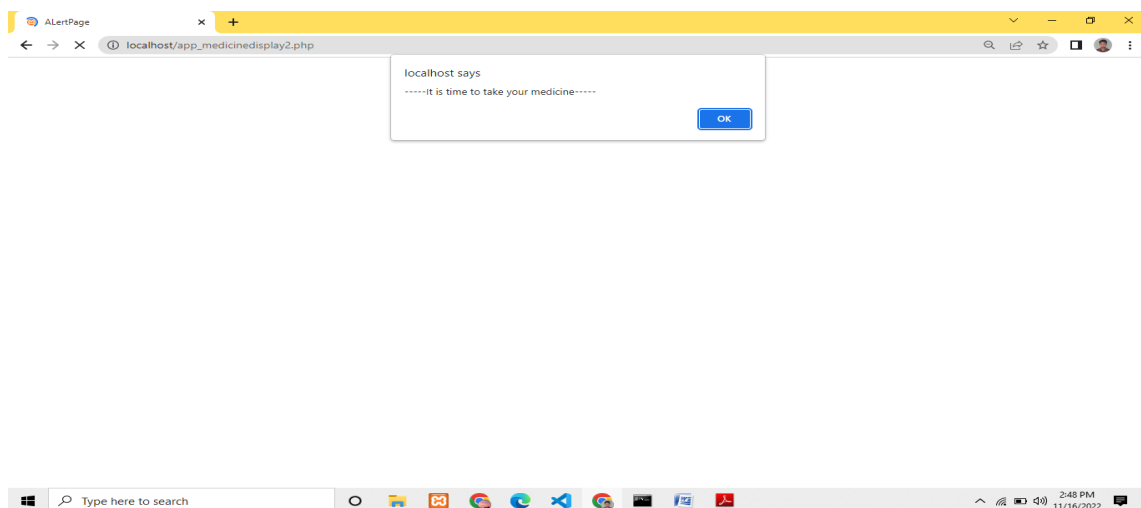 ALertPage
localhost/app_medicinedisplay2.php
localhost says
-----It is time to take your medicine-----
OK
Type here to search
2:48 PM
11/16/2022